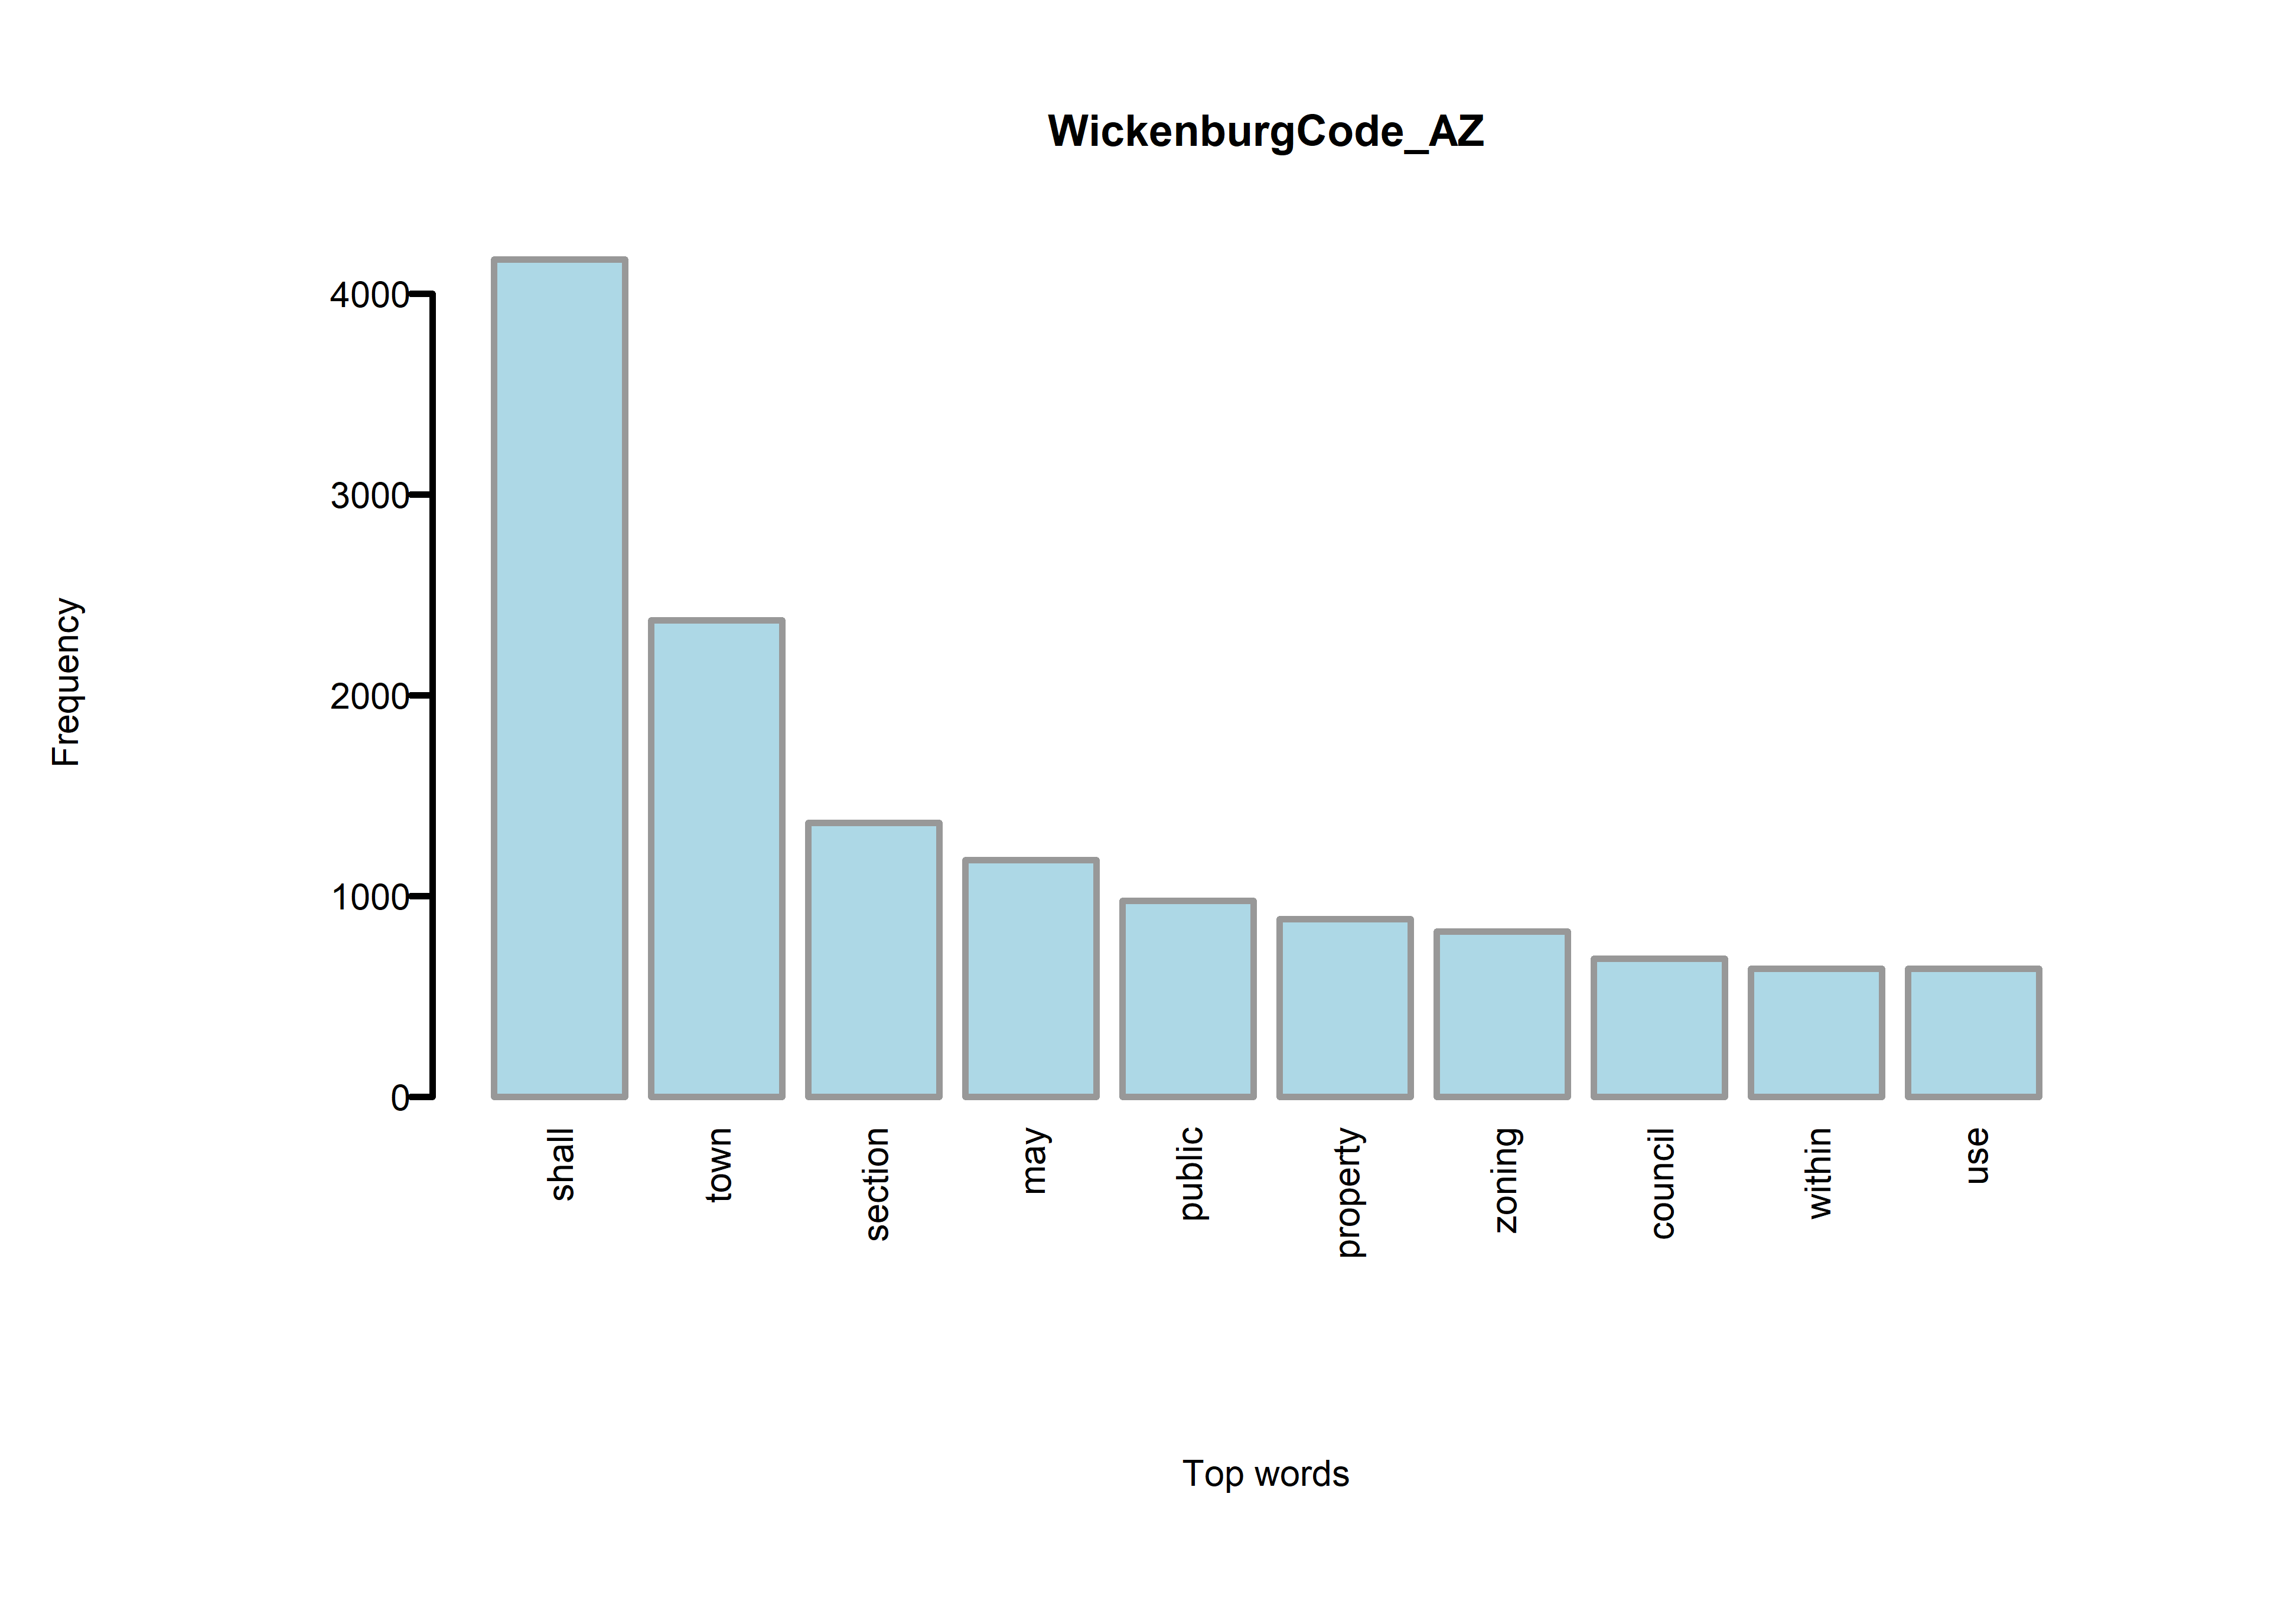 WickenburgCode_AZ
Frequency
4000
3000
2000
1000
0
shall
town
section
may
public
property
zoning
council
within
use
Top words